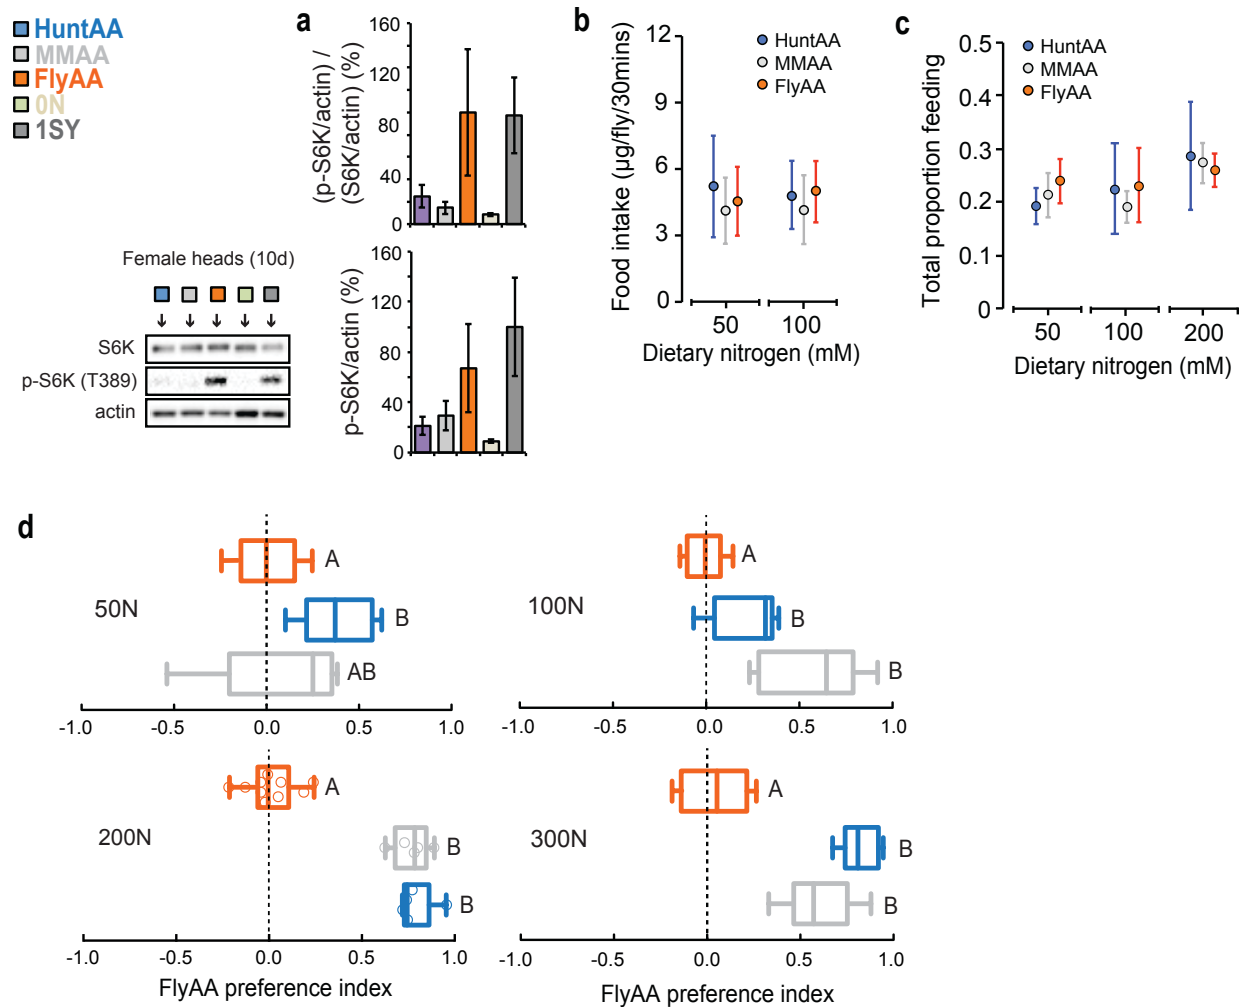 HuntAA
MMAA
FlyAA
0N
1SY
a
(p-S6K/actin) /
(S6K/actin) (%)
160
120
80
40
0
Female heads (10d)
S6K
p-S6K (T389)
actin
p-S6K/actin (%)
160
120
80
40
0
b
Food intake (µg/fly/30mins)
12
9
6
3
0
HuntAA
MMAA
FlyAA
50
100
Dietary nitrogen (mM)
c
Total proportion feeding
0.5
0.4
0.3
0.2
0.1
0
HuntAA
MMAA
FlyAA
50
100
200
Dietary nitrogen (mM)
d
50N
A
B
AB
-1.0
-0.5
0.0
0.5
1.0
100N
A
B
B
-1.0
-0.5
0.0
0.5
1.0
200N
A
B
B
-1.0
-0.5
0.0
0.5
1.0
FlyAA preference index
300N
A
B
B
-1.0
-0.5
0.0
0.5
1.0
FlyAA preference index